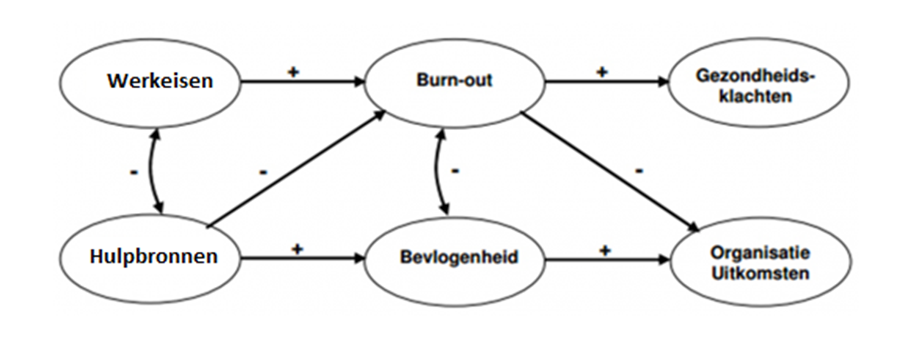 Werkeisen
+
Burn-out
+
Gezondheids-
klachten
-
-
-
-
Hulpbronnen
+
Bevlogenheid
+
Organisatie
Uitkomsten